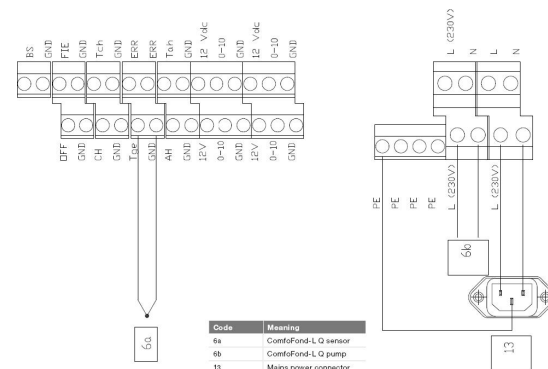 BS GND FIE GND Tch GND ERR ERR Tah GND 12 Vdc 0-10 GND 12 Vdc 0-10 GND
OFF GND CH GND Toe GND AH GND 12V 0-10 GND 12V 0-10 GND
6a
L (230V) N L N
PE PE PE PE L (230V) N L (230V) N
6b
13
Code Meaning
6a ComfoFond-L Q sensor
6b ComfoFond-L Q pump
13 Mains power connector